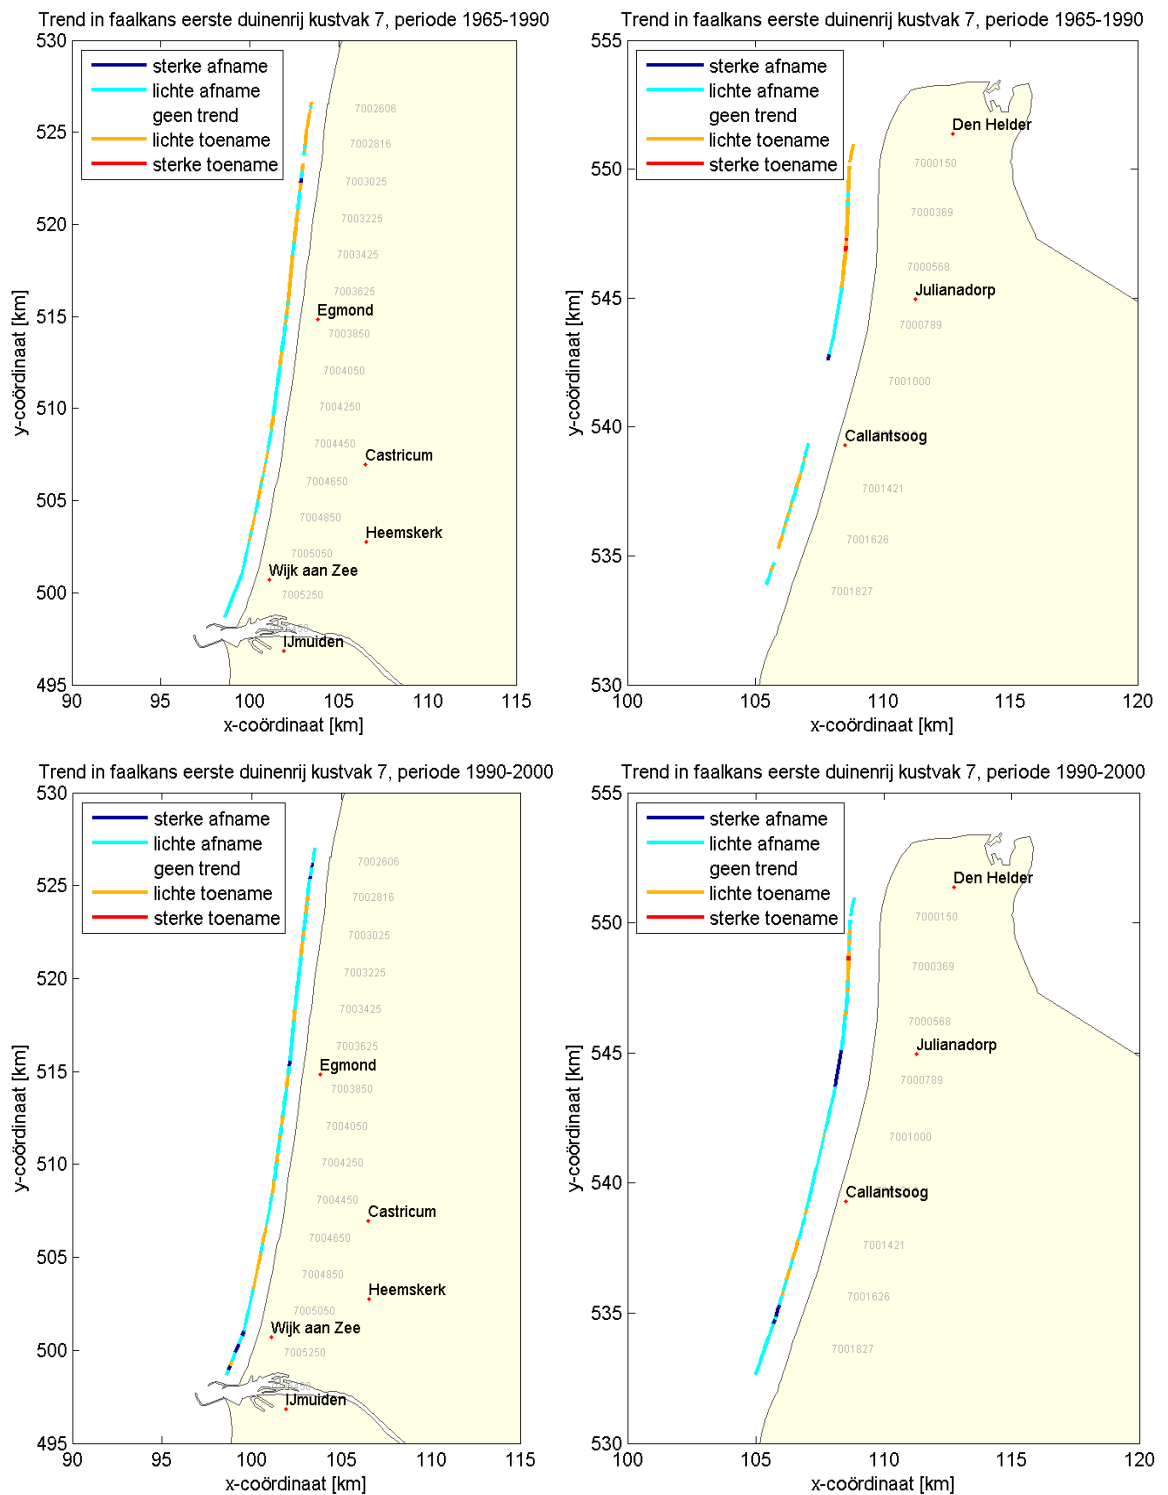 Trend in faalkans eerste duinenrij kustvak 7, periode 1965-1990
530
525
520
515
510
505
500
495
sterke afname
lichte afname
geen trend
lichte toename
sterke toename
7002606
7002816
7003025
7003225
7003425
7003625
Egmond
7003850
7004050
7004250
7004450
Castricum
7004650
7004850
Heemskerk
7005050
Wijk aan Zee
7005250
IJmuiden
90
95
100
105
110
115
x-coördinaat [km]
y-coördinaat [km]
Trend in faalkans eerste duinenrij kustvak 7, periode 1965-1990
555
550
545
540
535
530
sterke afname
lichte afname
geen trend
lichte toename
sterke toename
Den Helder
7000150
7000369
7000568
Julianadorp
7000789
7001000
Callantsoog
7001421
7001626
7001827
100
105
110
115
120
x-coördinaat [km]
y-coördinaat [km]
Trend in faalkans eerste duinenrij kustvak 7, periode 1990-2000
530
525
520
515
510
505
500
495
sterke afname
lichte afname
geen trend
lichte toename
sterke toename
7002606
7002816
7003025
7003225
7003425
7003625
Egmond
7003850
7004050
7004250
7004450
Castricum
7004650
7004850
Heemskerk
7005050
Wijk aan Zee
7005250
IJmuiden
90
95
100
105
110
115
x-coördinaat [km]
y-coördinaat [km]
Trend in faalkans eerste duinenrij kustvak 7, periode 1990-2000
555
550
545
540
535
530
sterke afname
lichte afname
geen trend
lichte toename
sterke toename
Den Helder
7000150
7000369
7000568
Julianadorp
7000789
7001000
Callantsoog
7001421
7001626
7001827
100
105
110
115
120
x-coördinaat [km]
y-coördinaat [km]